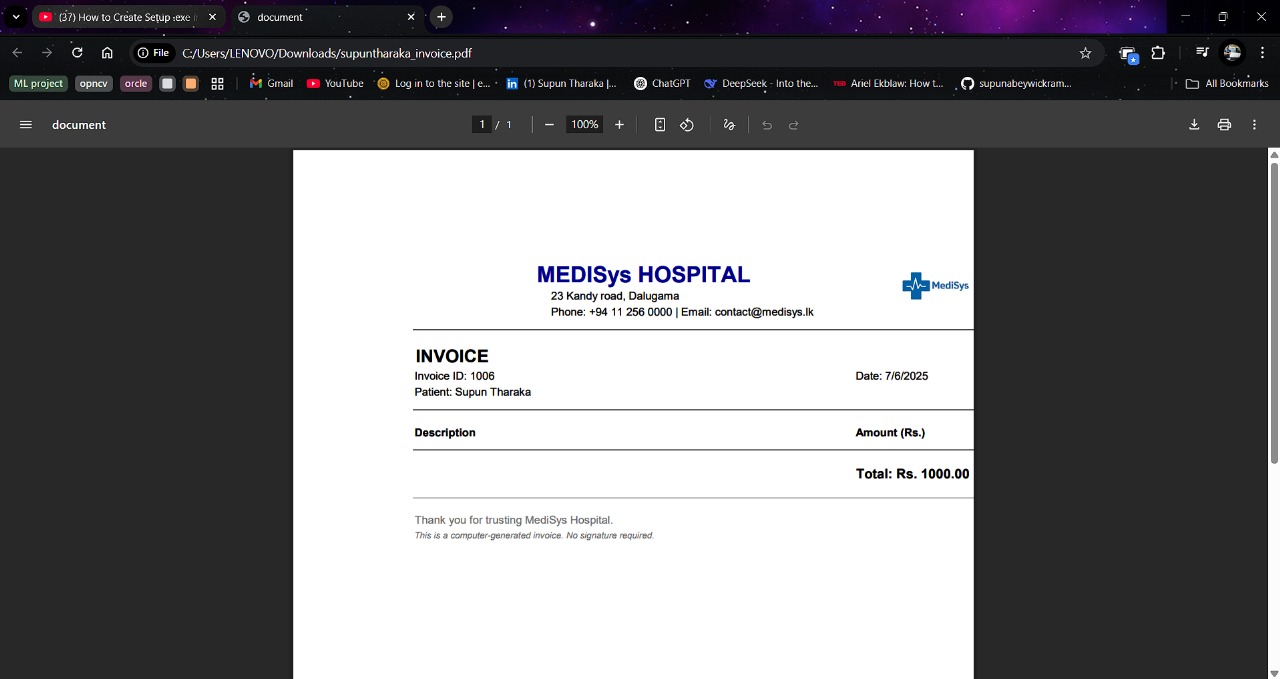 (37) How to Create Setup .exe i
document
File
C:/Users/LENOVO/Downloads/supuntharaka_invoice.pdf
ML project
opncv
orcle
Gmail
YouTube
Log in to the site | e...
(1) Supun Tharaka |...
ChatGPT
DeepSeek - Into the...
TED
Ariel Ekblaw: How t...
supunabeywickram...
All Bookmarks
document
1 / 1
100%
MEDISys HOSPITAL
23 Kandy road, Dalugama
Phone: +94 11 256 0000 | Email: contact@medisys.lk
MediSys
INVOICE
Invoice ID: 1006
Date: 7/6/2025
Patient: Supun Tharaka
Description
Amount (Rs.)
Total: Rs. 1000.00
Thank you for trusting MediSys Hospital.
This is a computer-generated invoice. No signature required.